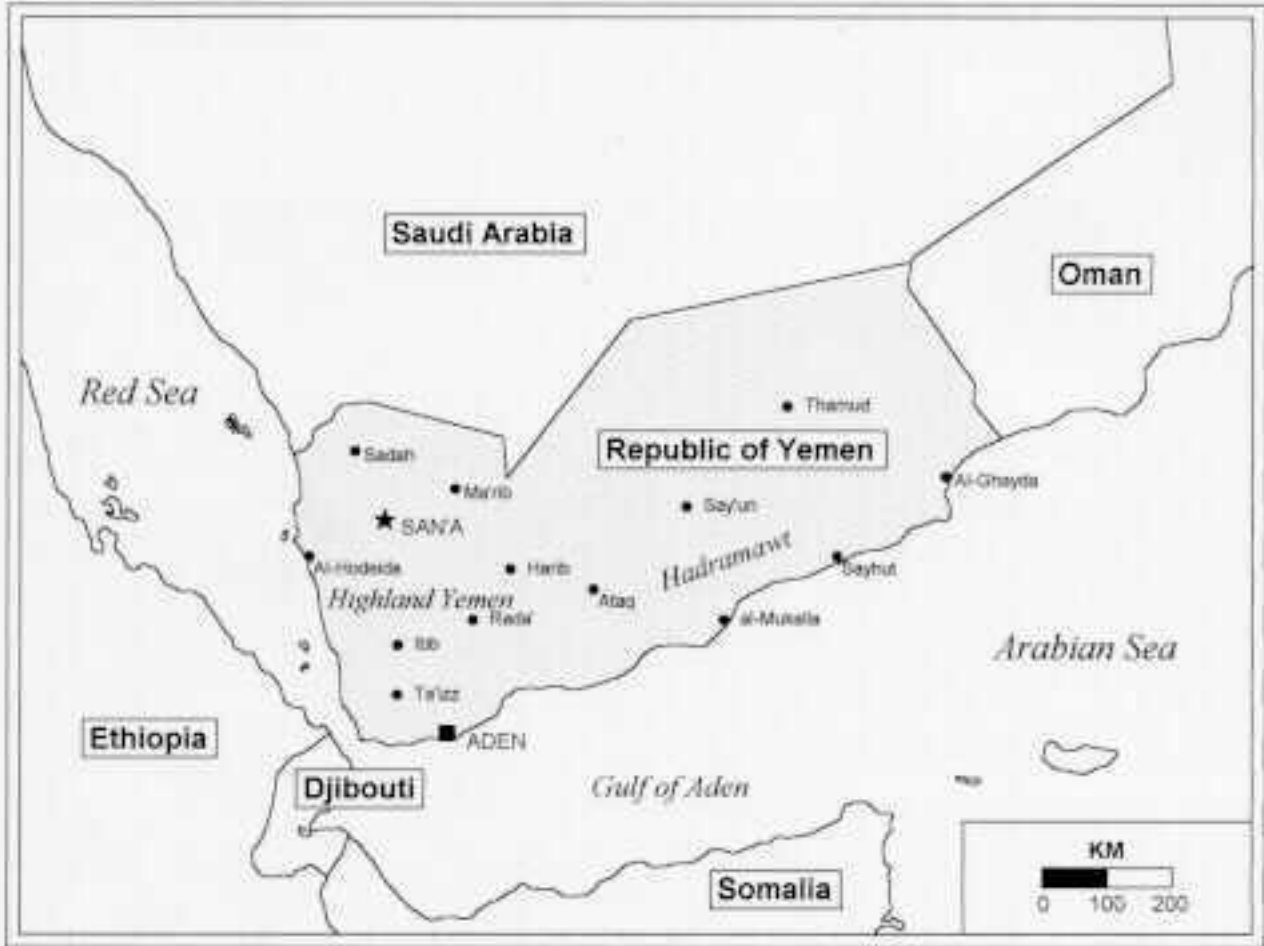 Saudi Arabia
Oman
Red Sea
Thamud
Republic of Yemen
Sadah
Al-Ghayda
Ma'rib
Say'un
SAN'A
Hadramawt
Al-Hodeida
Harib
Sayhut
Highland Yemen
Ataq
Rada'
al-Mukalla
Ibb
Arabian Sea
Ta'izz
Ethiopia
ADEN
Djibouti
Gulf of Aden
KM
Somalia
0 100 200